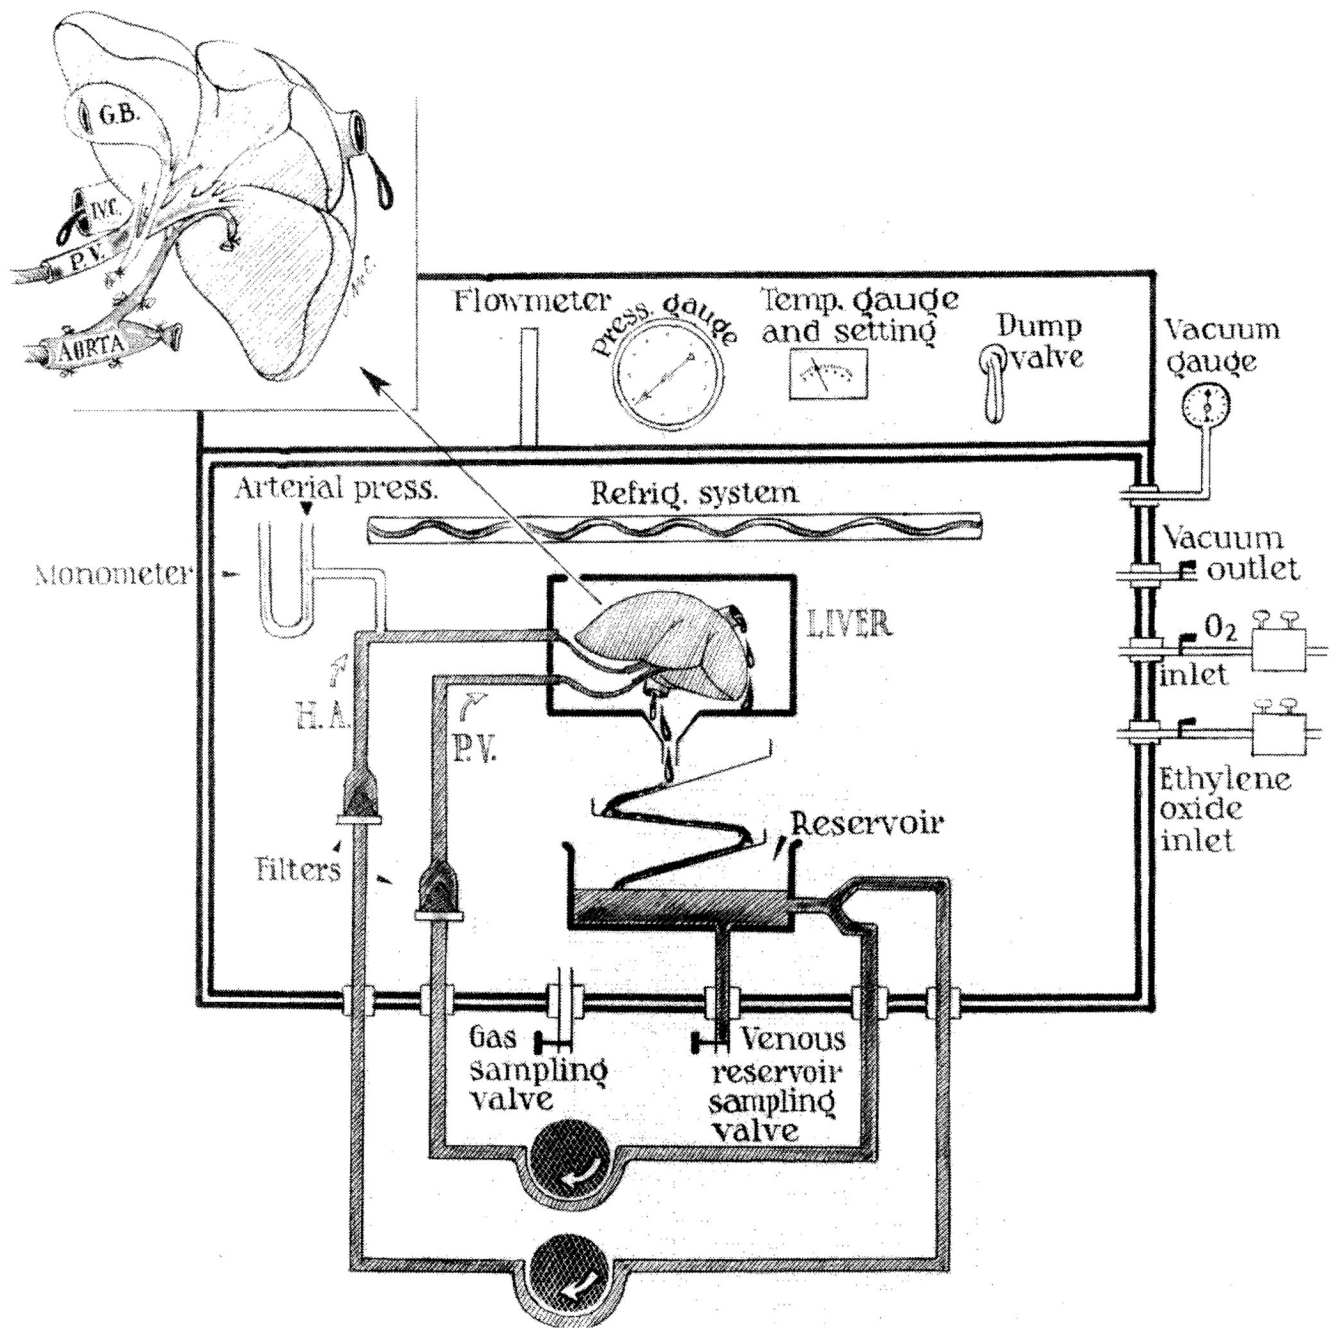 G.B.
IVC.
P.V.
AORTA
Flowmeter
Press. gauge
Temp. gauge
and setting
Dump
valve
Vacuum
gauge
Arterial press.
Refrig. system
Monometer
Vacuum
outlet
LIVER
O₂
inlet
H.A.
P.V.
Ethylene
oxide
inlet
Reservoir
Filters
Gas
sampling
valve
Venous
reservoir
sampling
valve